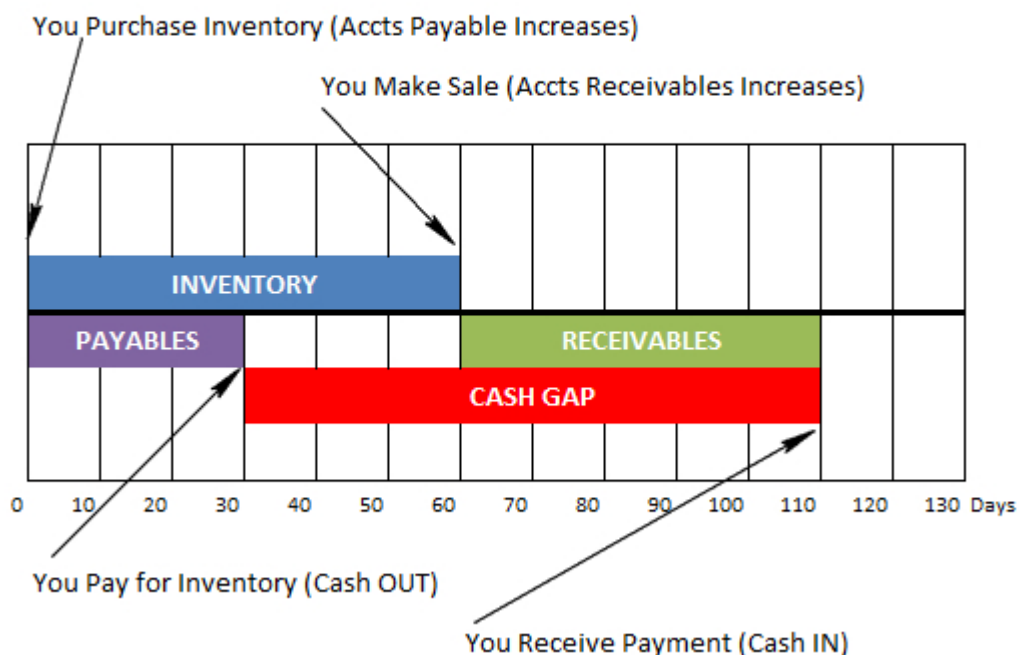 You Purchase Inventory (Accts Payable Increases)
You Make Sale (Accts Receivables Increases)
INVENTORY
PAYABLES
RECEIVABLES
CASH GAP
0 10 20 30 40 50 60 70 80 90 100 110 120 130 Days
You Pay for Inventory (Cash OUT)
You Receive Payment (Cash IN)